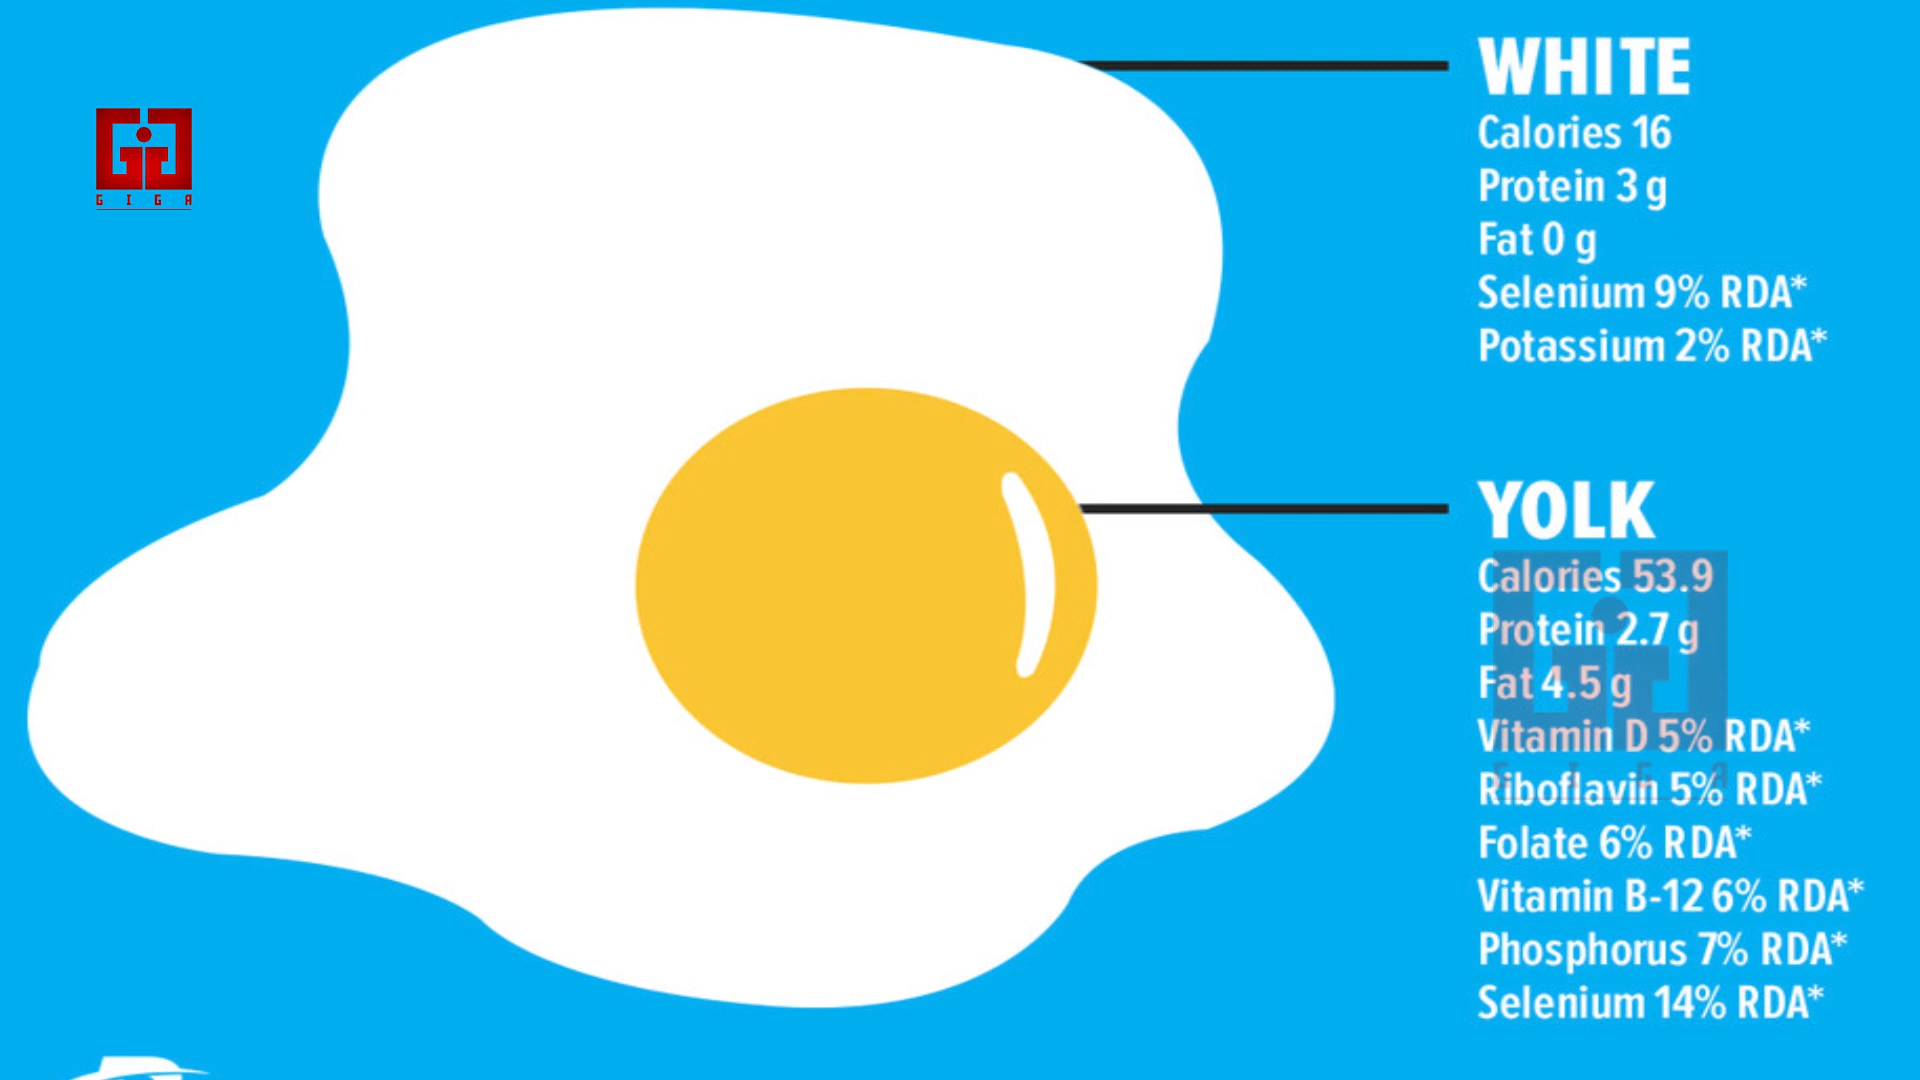 GIGA
WHITE
Calories 16
Protein 3 g
Fat 0 g
Selenium 9% RDA*
Potassium 2% RDA*
YOLK
Calories 53.9
Protein 2.7 g
Fat 4.5 g
Vitamin D 5% RDA*
Riboflavin 5% RDA*
Folate 6% RDA*
Vitamin B-12 6% RDA*
Phosphorus 7% RDA*
Selenium 14% RDA*
GIGA